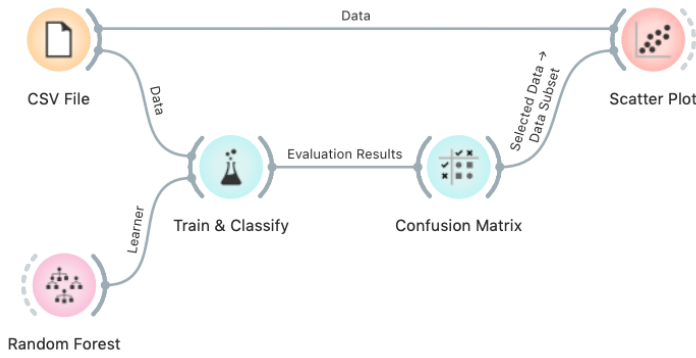 Data
CSV File
Data
Selected Data →
Data Subset
Scatter Plot
Evaluation Results
Train & Classify
Confusion Matrix
Learner
Random Forest